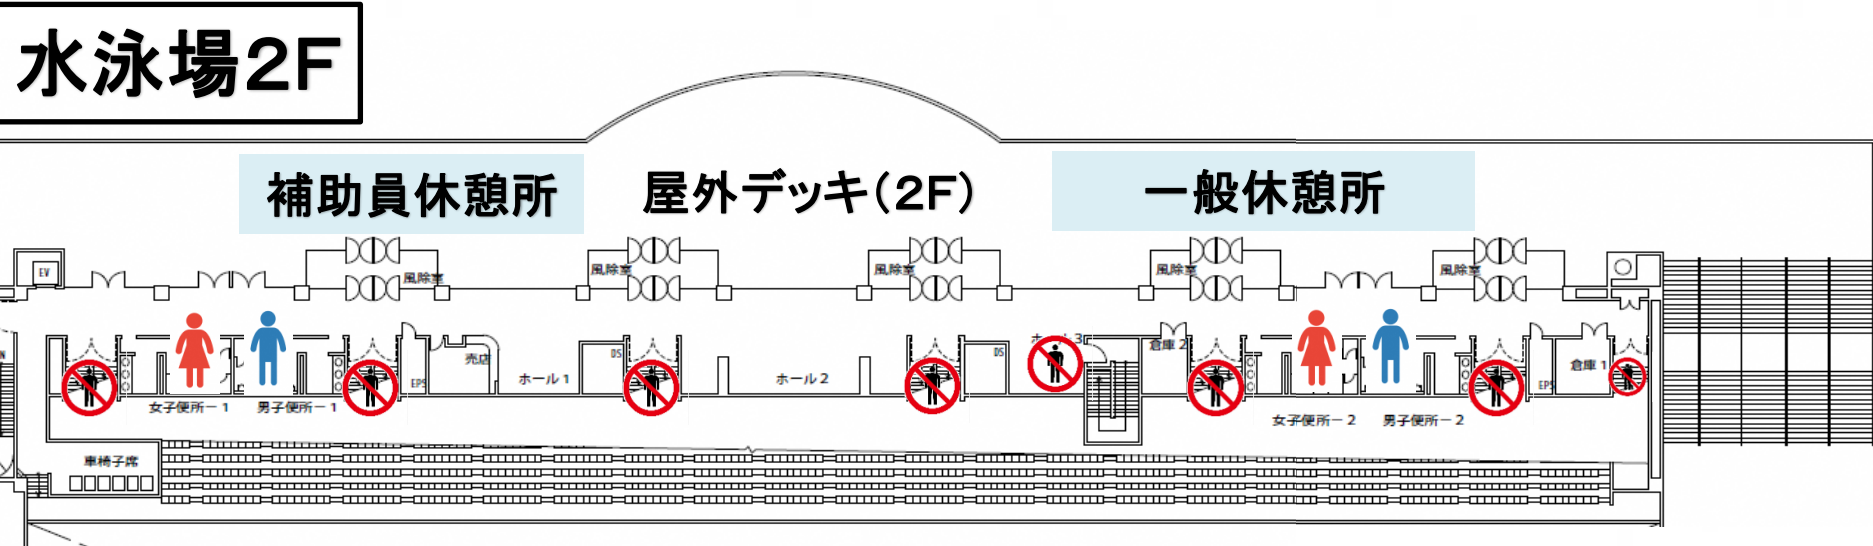 水泳場2F
補助員休憩所
屋外デッキ(2F)
一般休憩所
EV
風除室
風除室
風除室
風除室
風除室
売店
DS
DS
EPS
ホール1
ホール2
倉庫2
EPS
倉庫1
女子便所-1
男子便所-1
女子便所-2
男子便所-2
車椅子席